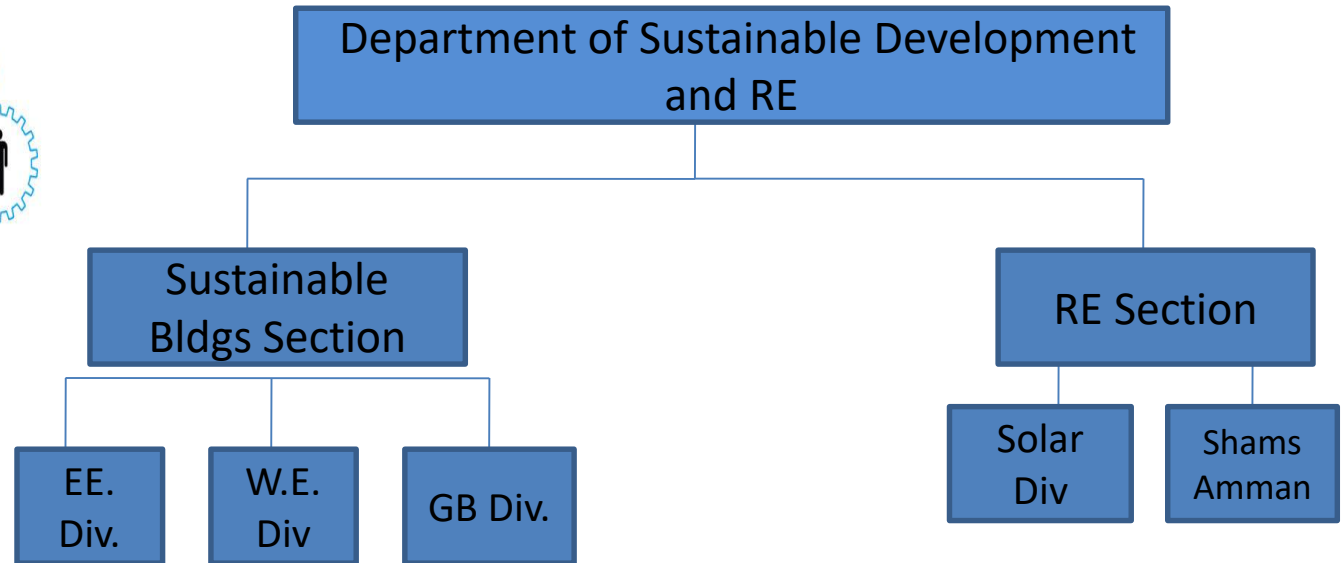 Department of Sustainable Development
and RE
Sustainable
Bldgs Section
RE Section
EE.
Div.
W.E.
Div
GB Div.
Solar
Div
Shams
Amman